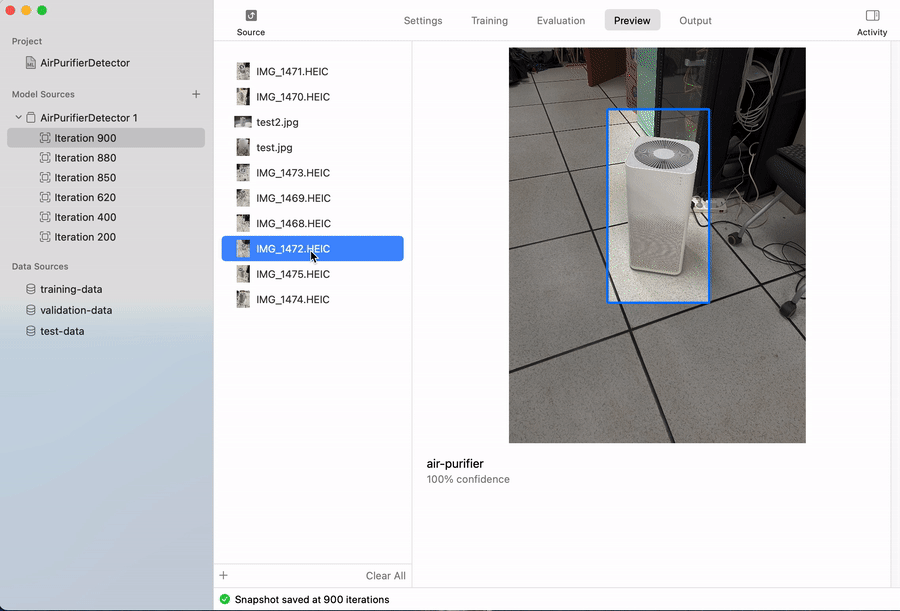 Source
Settings
Training
Evaluation
Preview
Output
Activity
Project
AirPurifierDetector
Model Sources
AirPurifierDetector 1
Iteration 900
Iteration 880
Iteration 850
Iteration 620
Iteration 400
Iteration 200
Data Sources
training-data
validation-data
test-data
IMG_1471.HEIC
IMG_1470.HEIC
test2.jpg
test.jpg
IMG_1473.HEIC
IMG_1469.HEIC
IMG_1468.HEIC
IMG_1472.HEIC
IMG_1475.HEIC
IMG_1474.HEIC
Clear All
air-purifier
100% confidence
Snapshot saved at 900 iterations